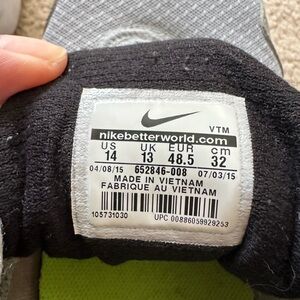 VTM
nikebetterworld.com
US UK EUR cm
14 13 48.5 32
04/08/15 652846-008 07/03/15
MADE IN VIETNAM
FABRIQUE AU VIETNAM
105731030
UPC 00886059929253